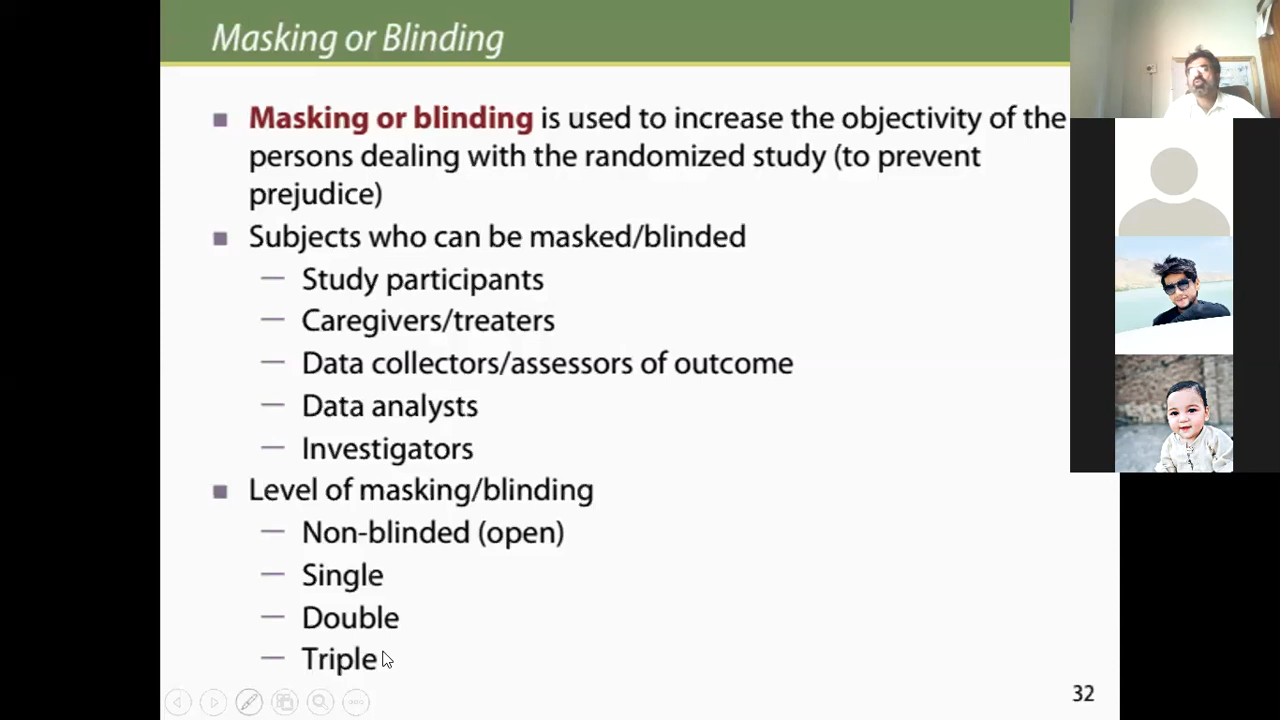 Masking or Blinding
Masking or blinding is used to increase the objectivity of the
persons dealing with the randomized study (to prevent
prejudice)
Subjects who can be masked/blinded
— Study participants
— Caregivers/treaters
— Data collectors/assessors of outcome
— Data analysts
— Investigators
Level of masking/blinding
— Non-blinded (open)
— Single
— Double
— Triple
32